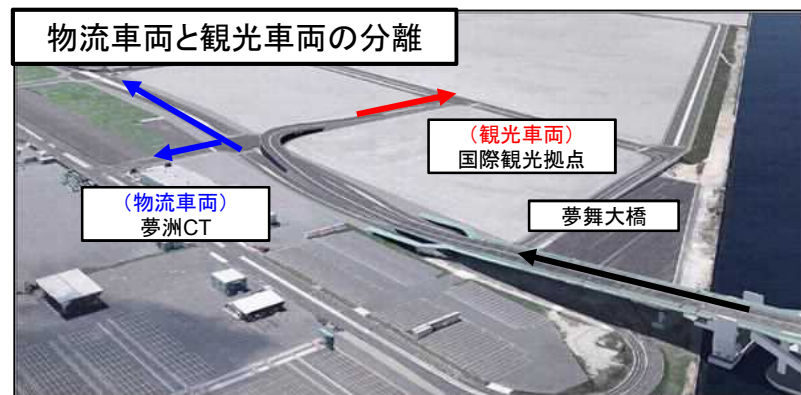 物流車両と観光車両の分離
（観光車両）
国際観光拠点
（物流車両）
夢洲CT
夢舞大橋